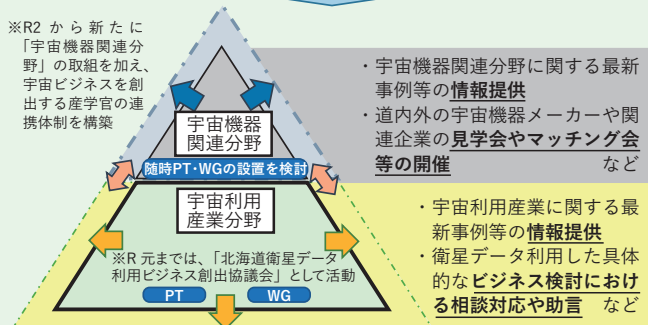 ※R2 から新たに
「宇宙機器関連分
野」の取組を加え、
宇宙ビジネスを創
出する産学官の連
携体制を構築
宇宙機器
関連分野
随時PT・WGの設置を検討
・宇宙機器関連分野に関する最新
事例等の情報提供
・道内外の宇宙機器メーカーや関
連企業の見学会やマッチング会
等の開催 など
宇宙利用
産業分野
※R 元までは、「北海道衛星データ
利用ビジネス創出協議会」として活動
PT WG
・宇宙利用産業に関する最
新事例等の情報提供
・衛星データ利用した具体
的なビジネス検討におけ
る相談対応や助言 など